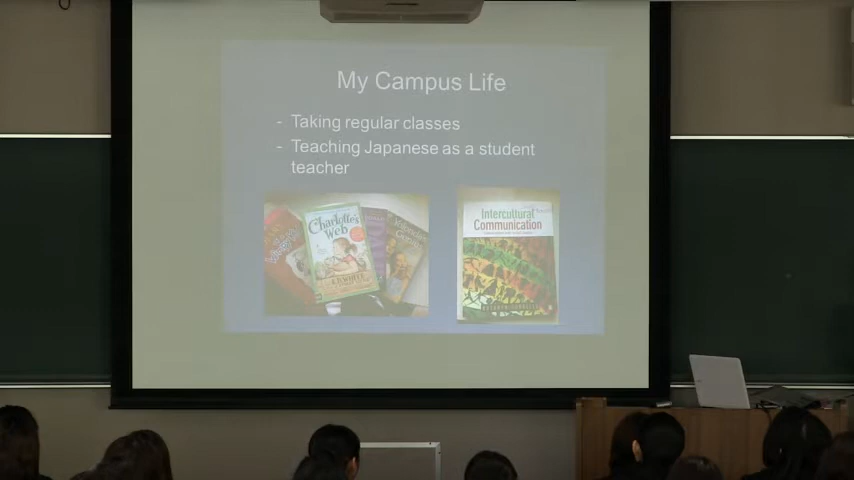 My Campus Life
- Taking regular classes
- Teaching Japanese as a student
teacher
Charlotte's
Web
Intercultural
Communication